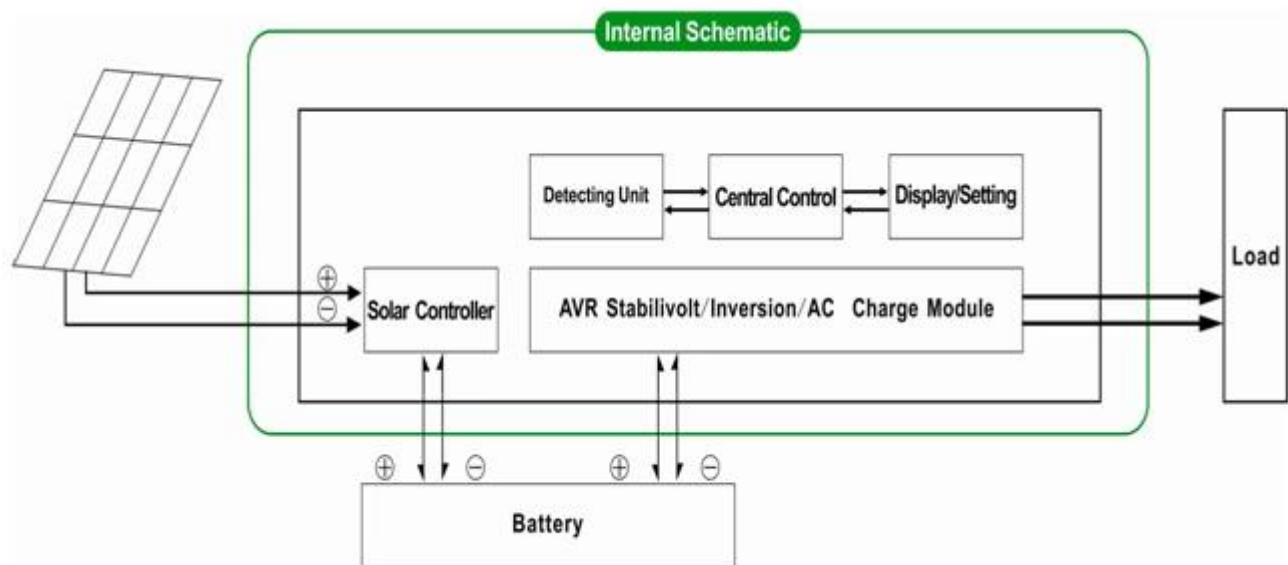 Internal Schematic
Detecting Unit
Central Control
Display/Setting
Load
⊕
⊖
Solar Controller
AVR Stabilivolt/Inversion/AC Charge Module
⊕ ⊖ ⊕ ⊖
Battery